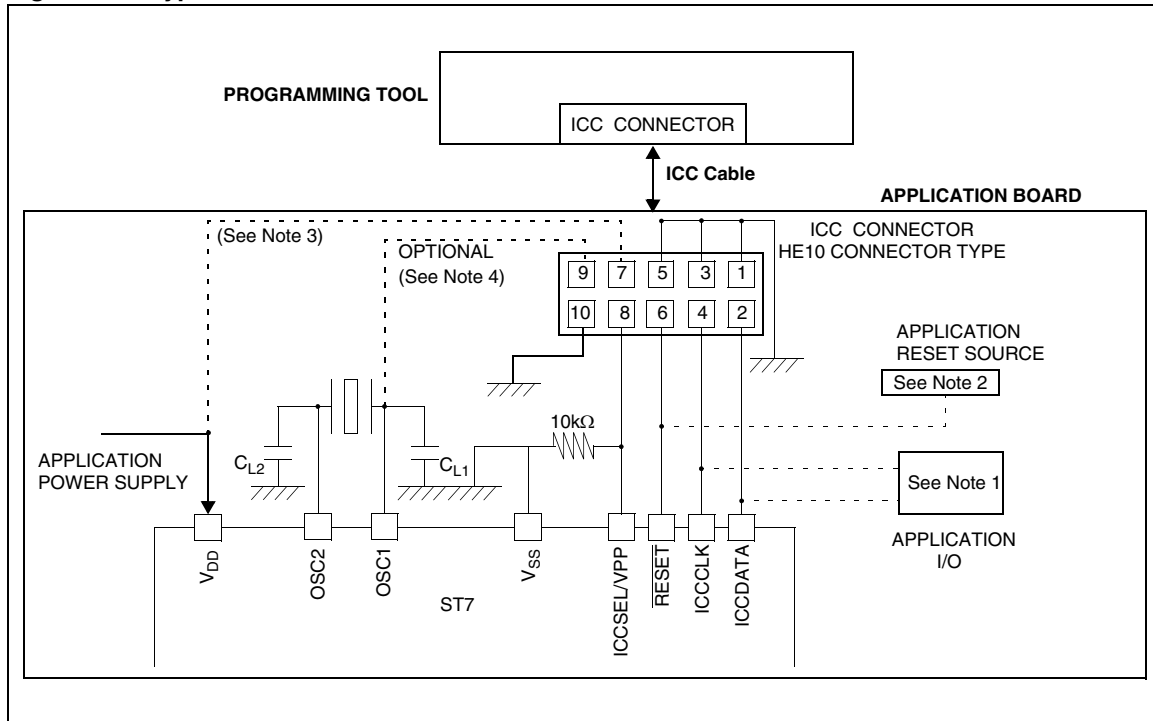 PROGRAMMING TOOL
ICC CONNECTOR
ICC Cable
APPLICATION BOARD
(See Note 3)
OPTIONAL
(See Note 4)
ICC CONNECTOR
HE10 CONNECTOR TYPE
9 7 5 3 1
10 8 6 4 2
APPLICATION
RESET SOURCE
See Note 2
10kΩ
APPLICATION
POWER SUPPLY
CL2
CL1
See Note 1
APPLICATION
I/O
VDD
OSC2
OSC1
VSS
ICCSEL/VPP
RESET
ICCCLK
ICCDATA
ST7